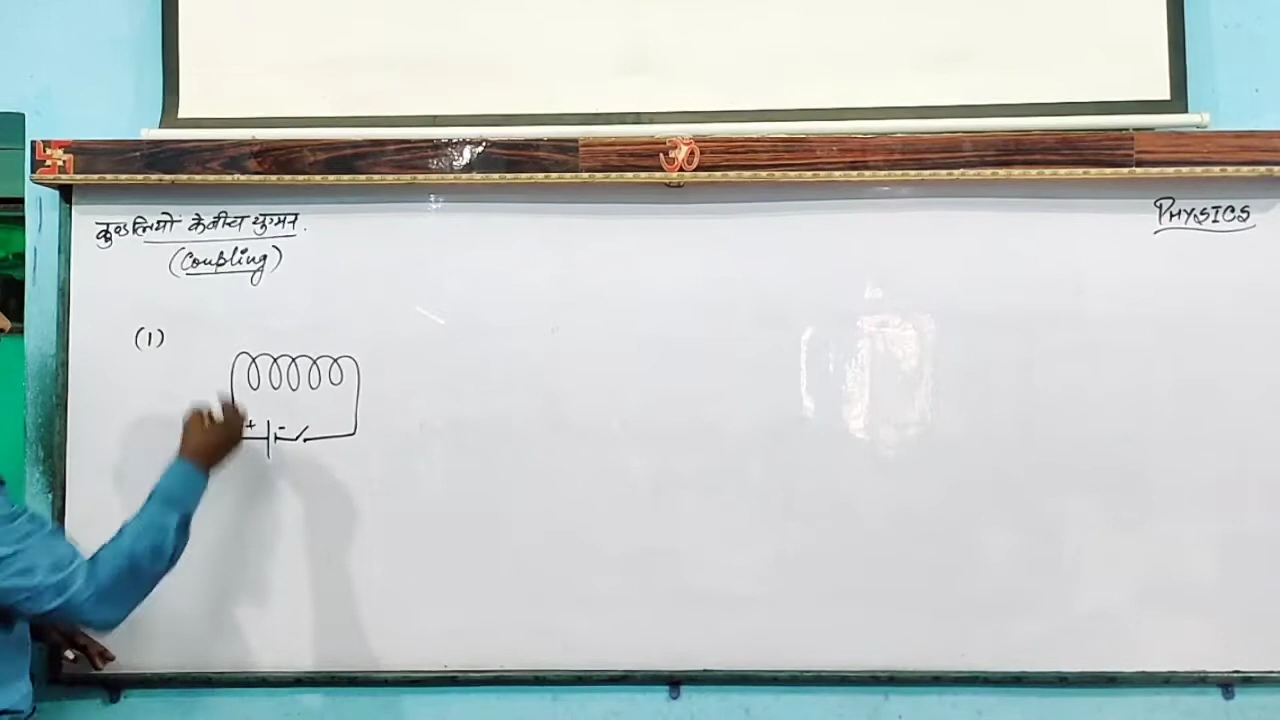 कुण्डलियों के बीच युग्मन.
(Coupling)
PHYSICS
(1)
+ -
ॐ